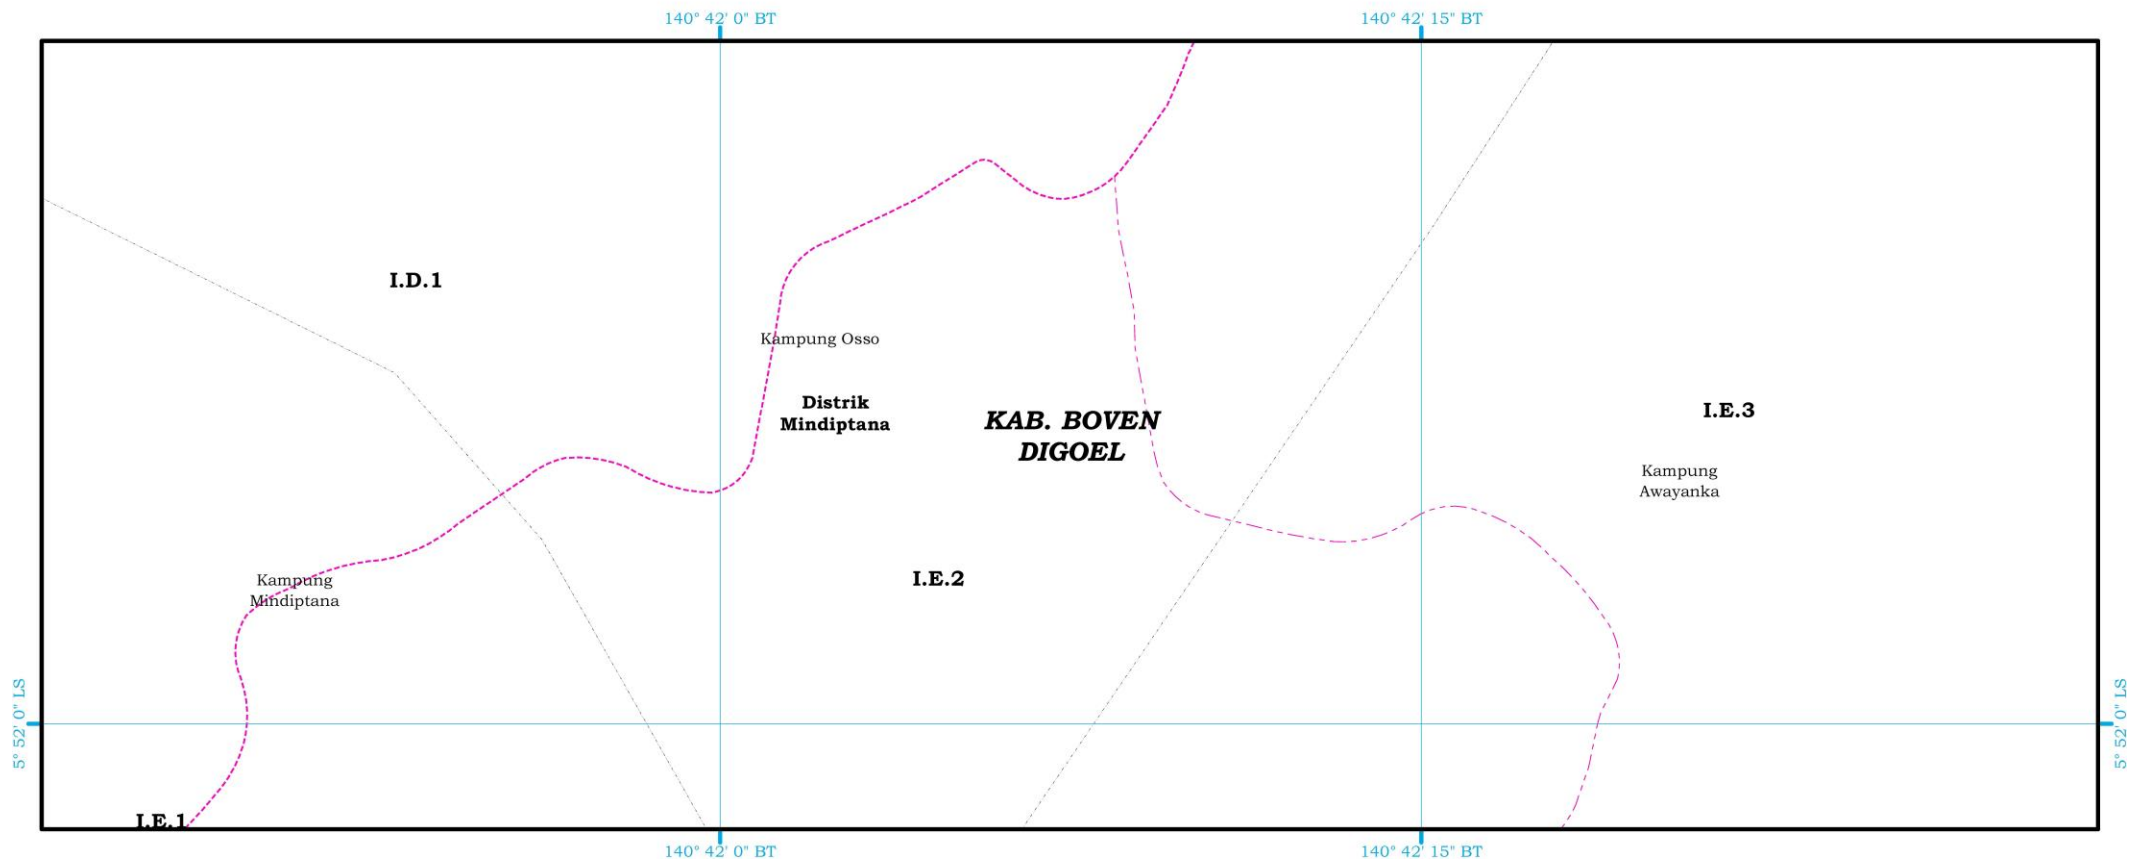 140° 42' 0" BT
140° 42' 15" BT
I.D.1
Kampung Osso
Distrik
Mindiptana
KAB. BOVEN
DIGOEL
I.E.3
Kampung
Awayanka
I.E.2
Kampung
Mindiptana
5° 52' 0" LS
5° 52' 0" LS
I.E.1
140° 42' 0" BT
140° 42' 15" BT